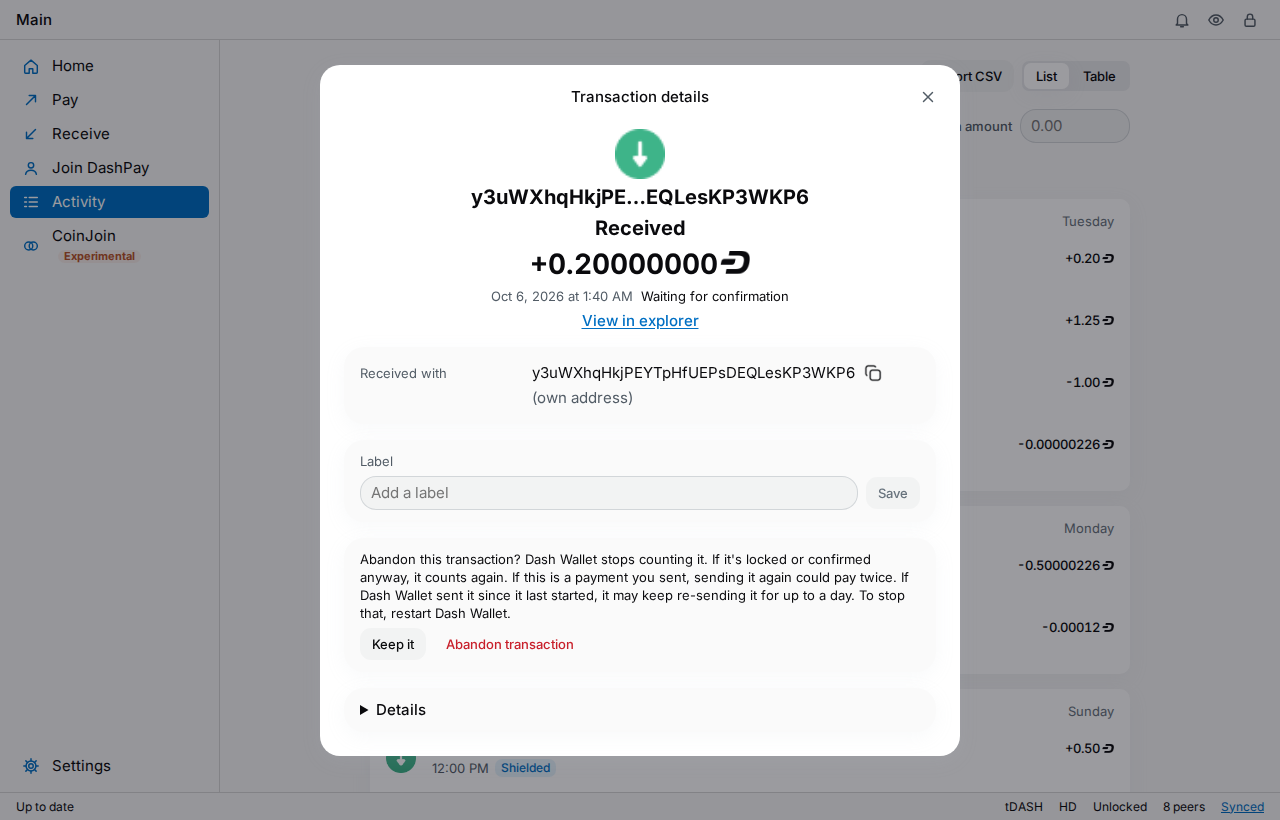 Main
Home
Pay
Receive
Join DashPay
Activity
CoinJoin
Experimental
Settings
CSV
List
Table
amount
0.00
Tuesday
+0.20
+1.25
-1.00
-0.00000226
Monday
-0.50000226
-0.00012
Sunday
+0.50
12:00 PM
Shielded
Transaction details
y3uWXhqHkjPE...EQLesKP3WKP6
Received
+0.20000000
Oct 6, 2026 at 1:40 AM Waiting for confirmation
View in explorer
Received with
y3uWXhqHkjPEYTpHfUEPsDEQLesKP3WKP6
(own address)
Label
Add a label
Save
Abandon this transaction? Dash Wallet stops counting it. If it's locked or confirmed
anyway, it counts again. If this is a payment you sent, sending it again could pay twice. If
Dash Wallet sent it since it last started, it may keep re-sending it for up to a day. To stop
that, restart Dash Wallet.
Keep it
Abandon transaction
Details
Up to date
tDASH
HD
Unlocked
8 peers
Synced